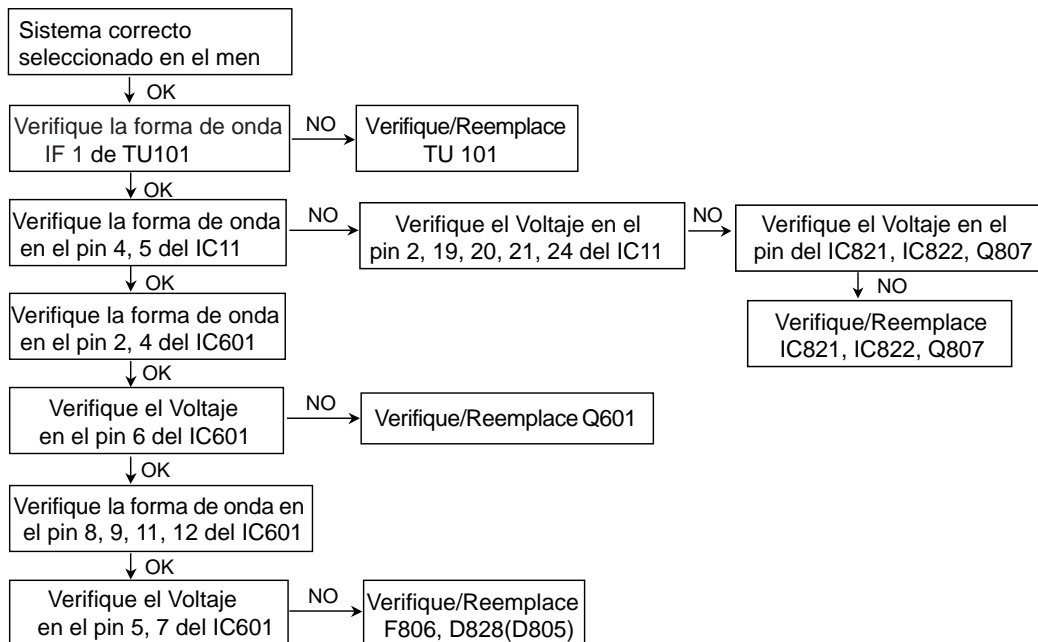 Sistema correcto
seleccionado en el men
OK
Verifique la forma de onda
IF 1 de TU101
NO
Verifique/Reemplace
TU 101
OK
Verifique la forma de onda
en el pin 4, 5 del IC11
NO
Verifique el Voltaje en el
pin 2, 19, 20, 21, 24 del IC11
NO
Verifique el Voltaje en el
pin del IC821, IC822, Q807
NO
Verifique/Reemplace
IC821, IC822, Q807
OK
Verifique la forma de onda
en el pin 2, 4 del IC601
OK
Verifique el Voltaje
en el pin 6 del IC601
NO
Verifique/Reemplace Q601
OK
Verifique la forma de onda en
el pin 8, 9, 11, 12 del IC601
OK
Verifique el Voltaje
en el pin 5, 7 del IC601
NO
Verifique/Reemplace
F806, D828(D805)